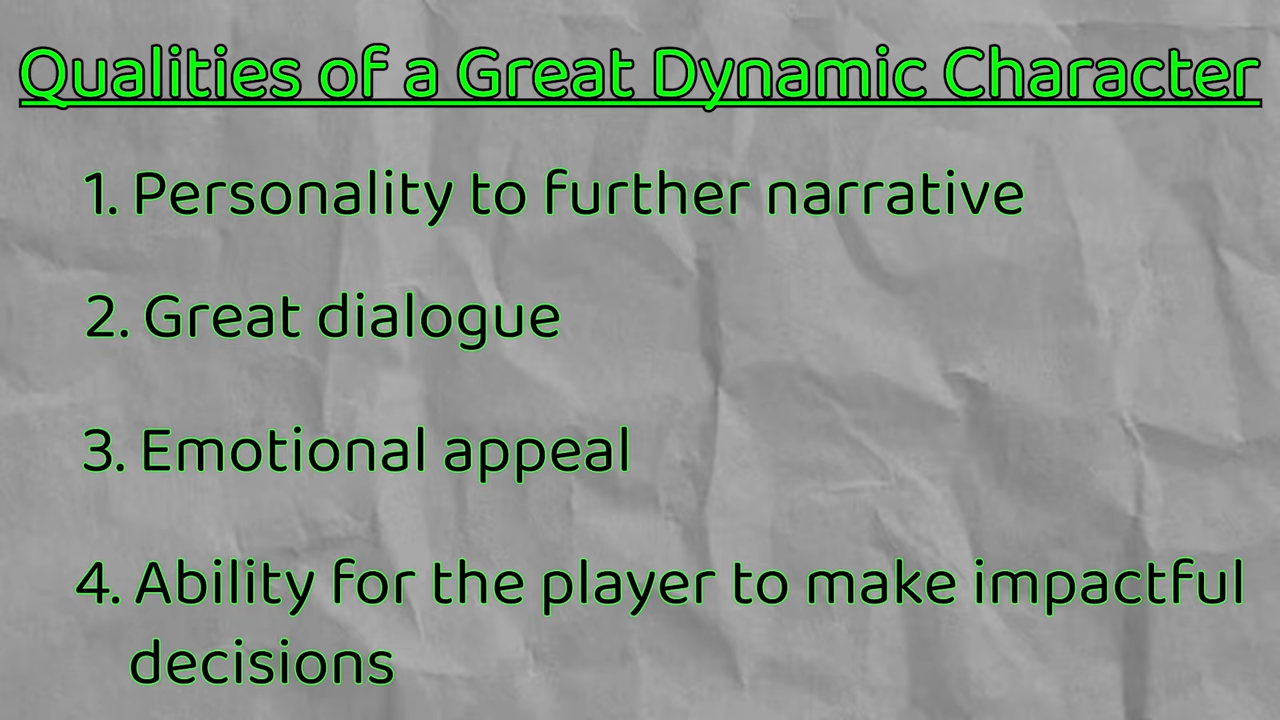 Qualities of a Great Dynamic Character
1. Personality to further narrative
2. Great dialogue
3. Emotional appeal
4. Ability for the player to make impactful
decisions